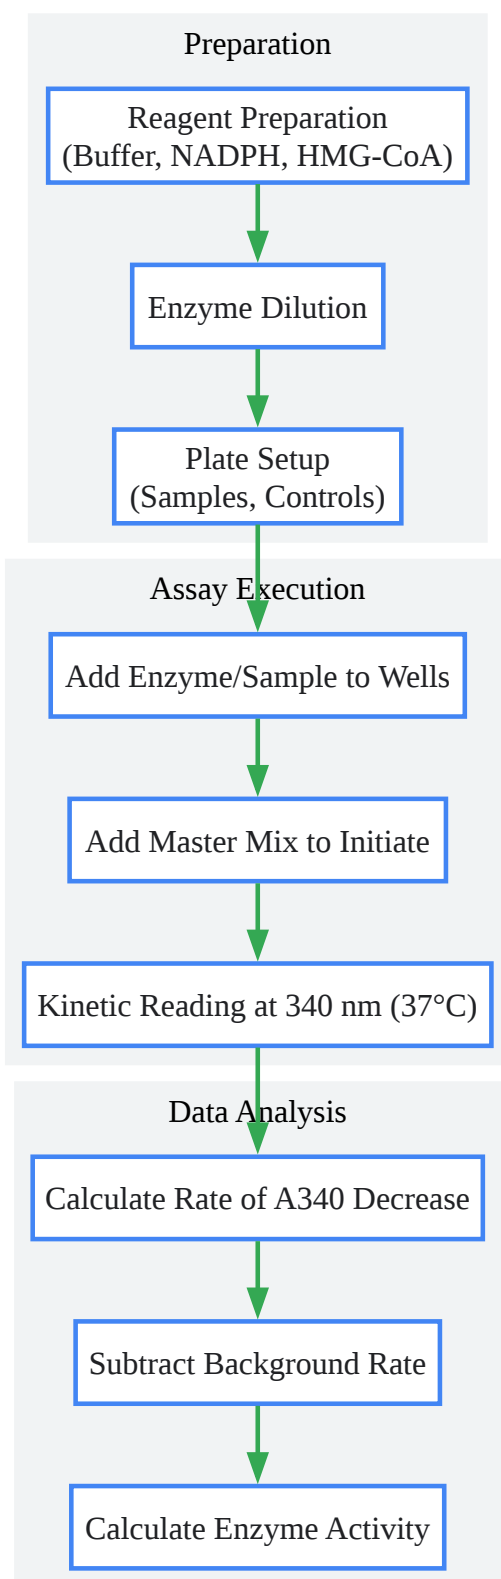 Preparation
Reagent Preparation
(Buffer, NADPH, HMG-CoA)
Enzyme Dilution
Plate Setup
(Samples, Controls)
Assay Execution
Add Enzyme/Sample to Wells
Add Master Mix to Initiate
Kinetic Reading at 340 nm (37°C)
Data Analysis
Calculate Rate of A340 Decrease
Subtract Background Rate
Calculate Enzyme Activity